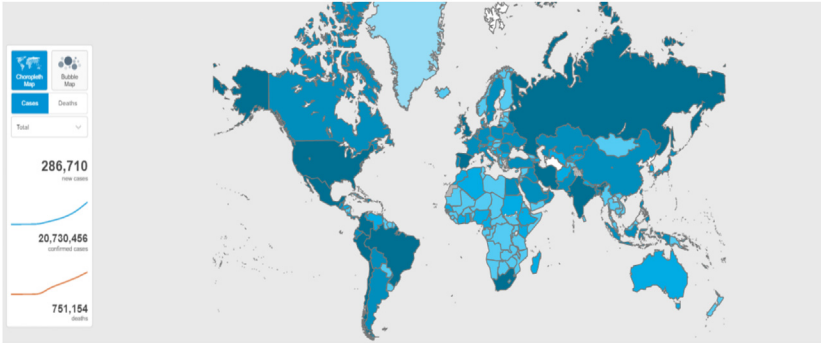 Choropleth
Map
Bubble
Map
Cases
Deaths
Total
286,710
new cases
20,730,456
confirmed cases
751,154
deaths